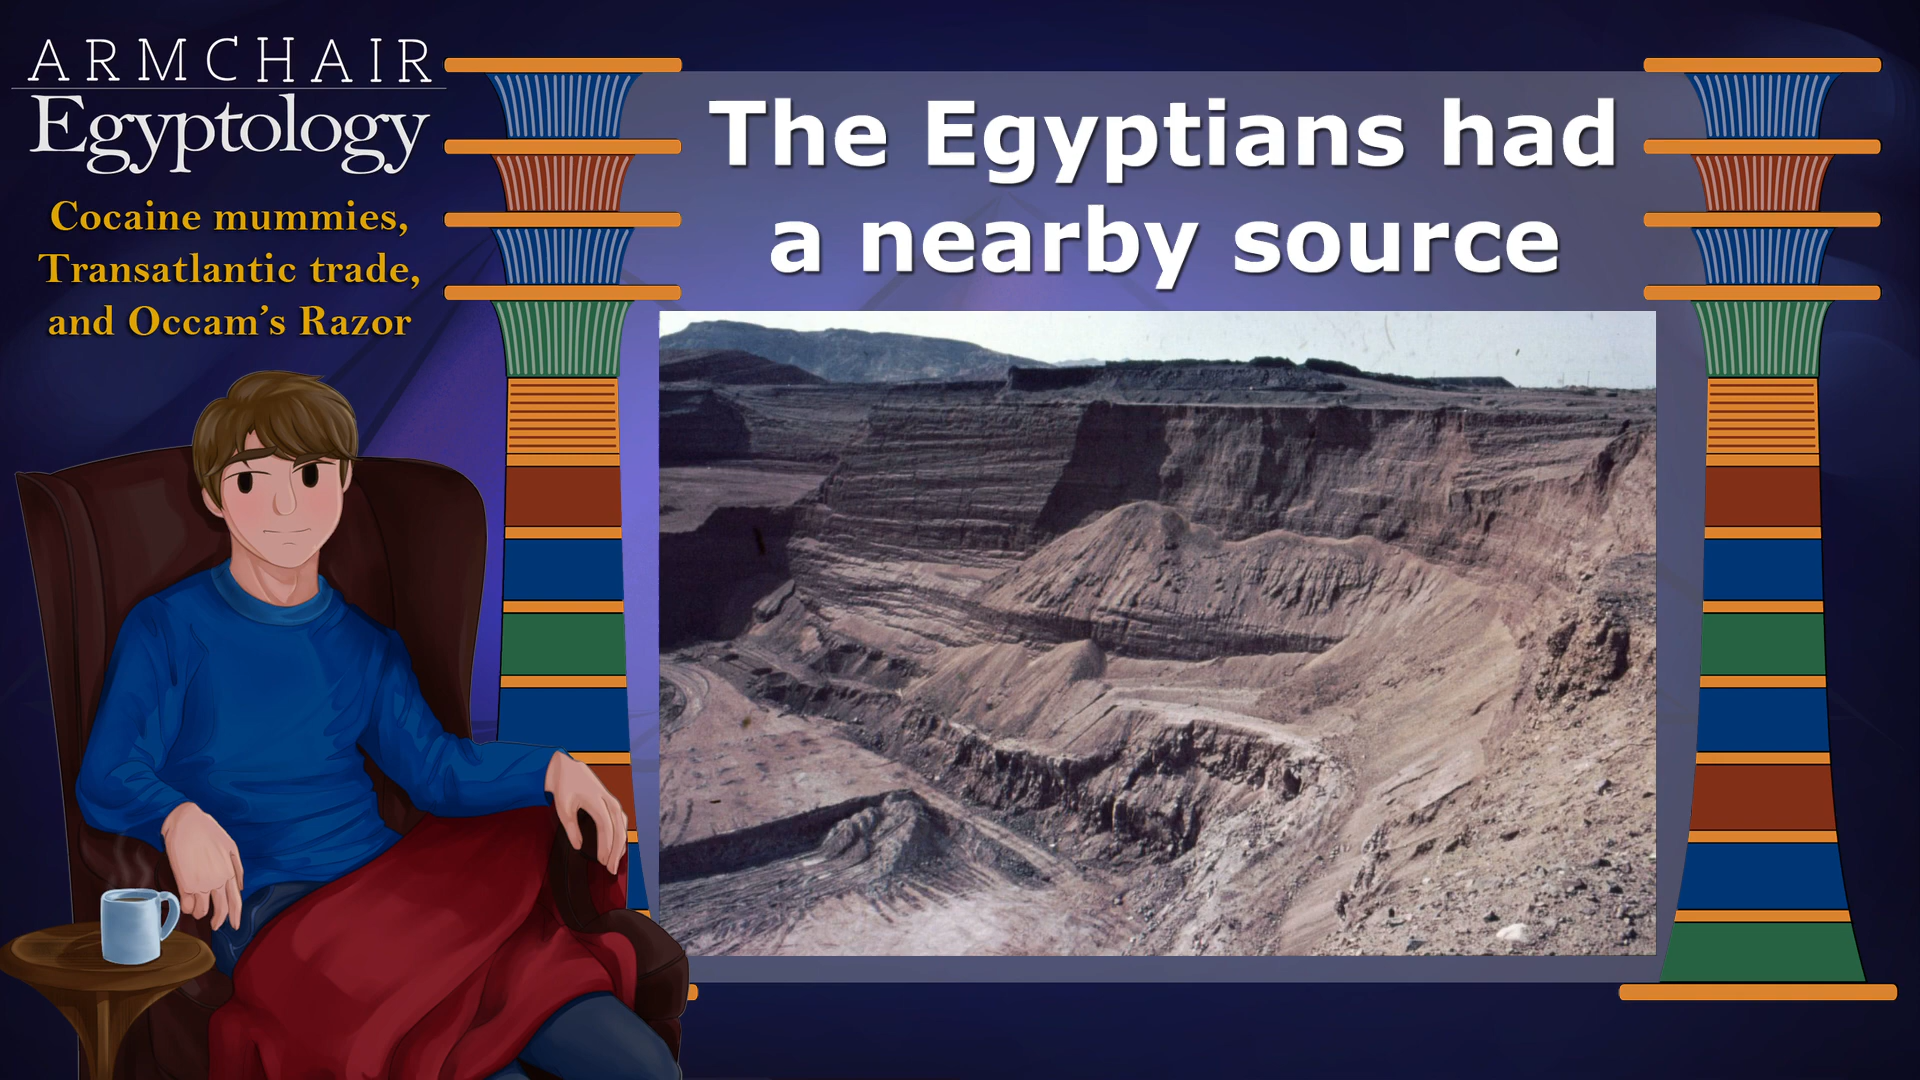 ARMCHAIR
Egyptology
Cocaine mummies,
Transatlantic trade,
and Occam's Razor
The Egyptians had
a nearby source